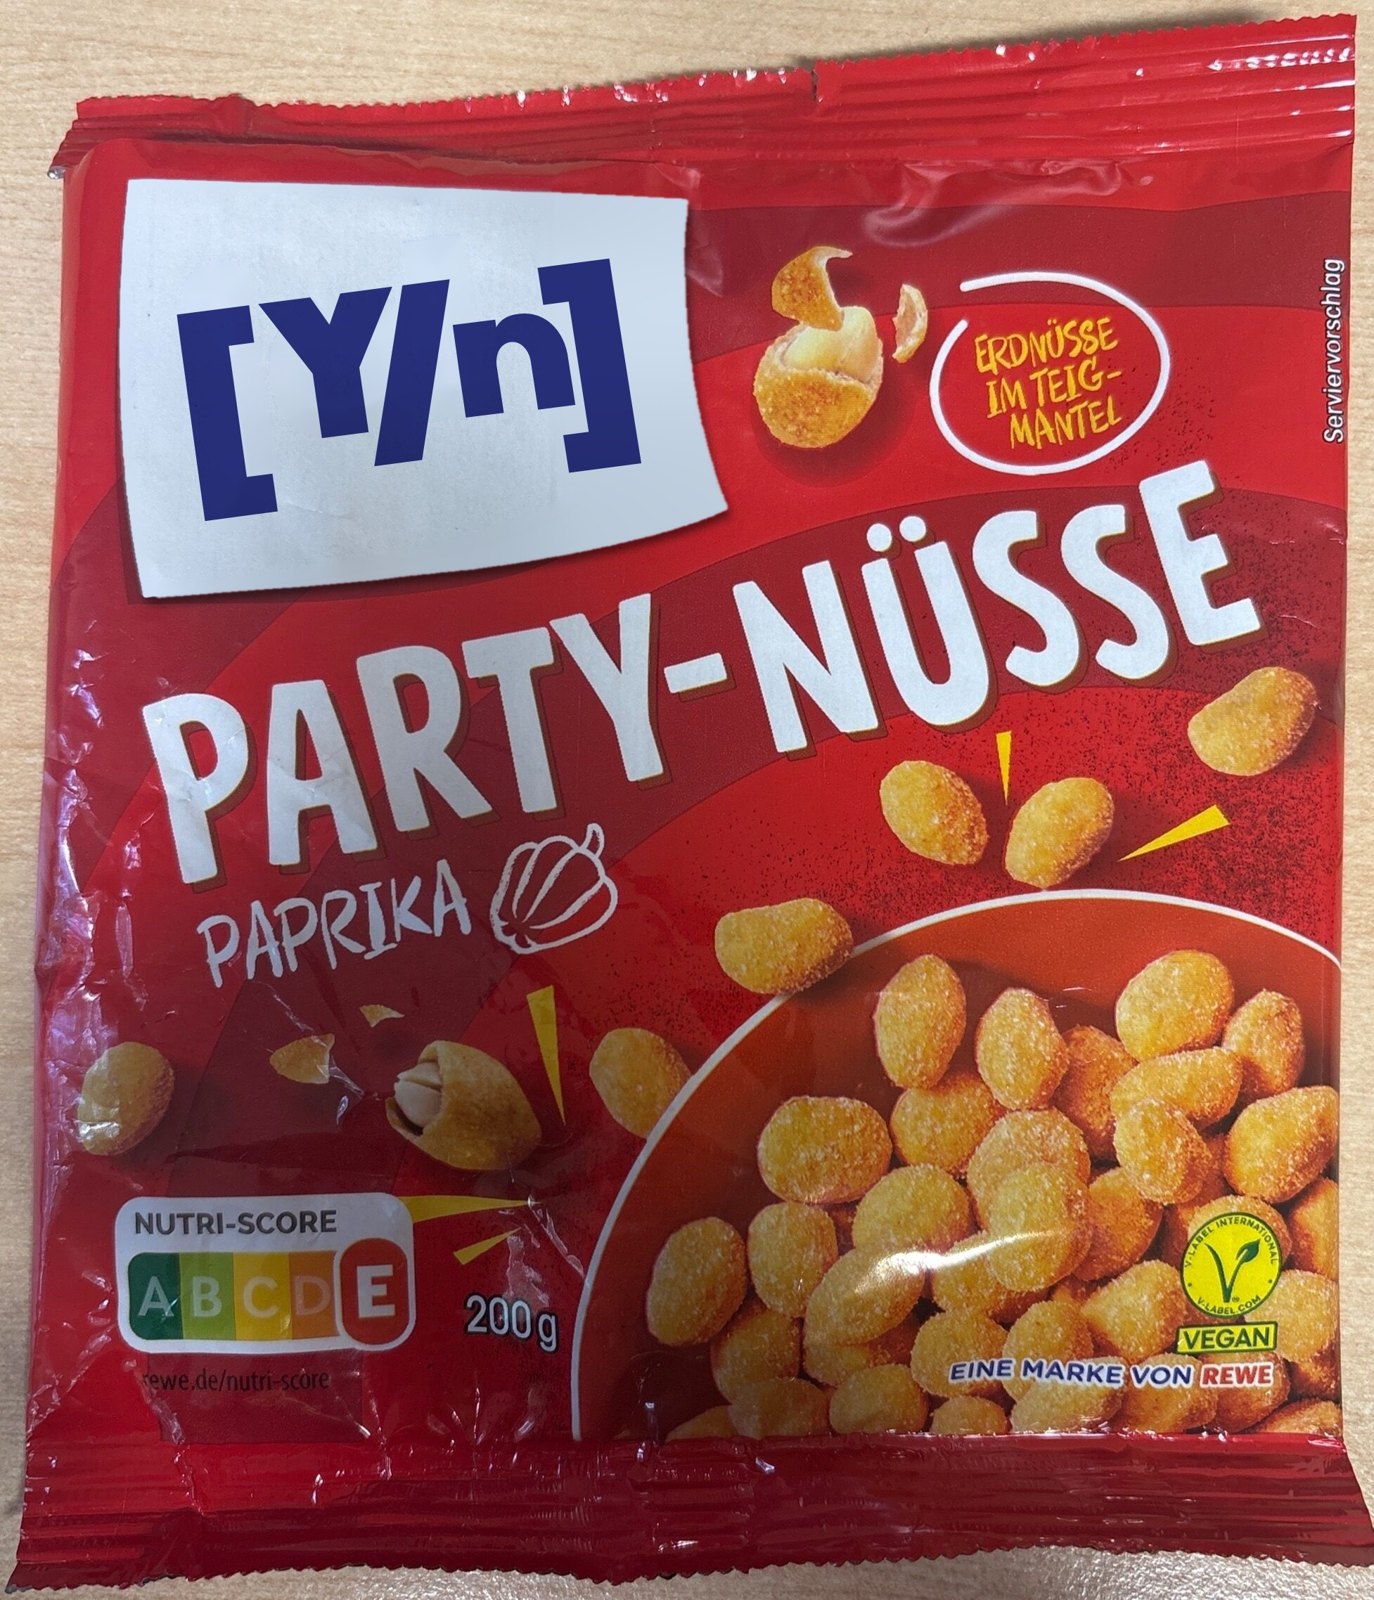 [Y/n]
ERDNÜSSE
IM TEIG-
MANTEL
Serviervorschlag
PARTY-NÜSSE
PAPRIKA
NUTRI-SCORE
A B C D E
rewe.de/nutri-score
200 g
V-LABEL INTERNATIONAL
V-LABEL.COM
VEGAN
EINE MARKE VON REWE